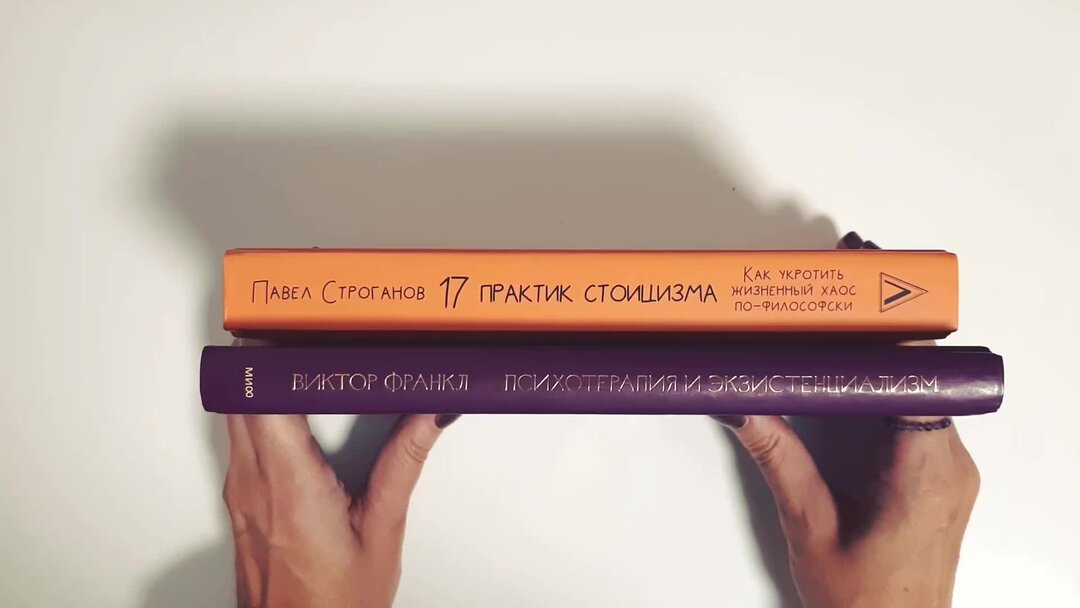 Павел Строганов 17 практик стоицизма
Как укротить
жизненный хаос
по-философски
МИФ
ВИКТОР ФРАНКЛ ПСИХОТЕРАПИЯ И ЭКЗИСТЕНЦИАЛИЗМ